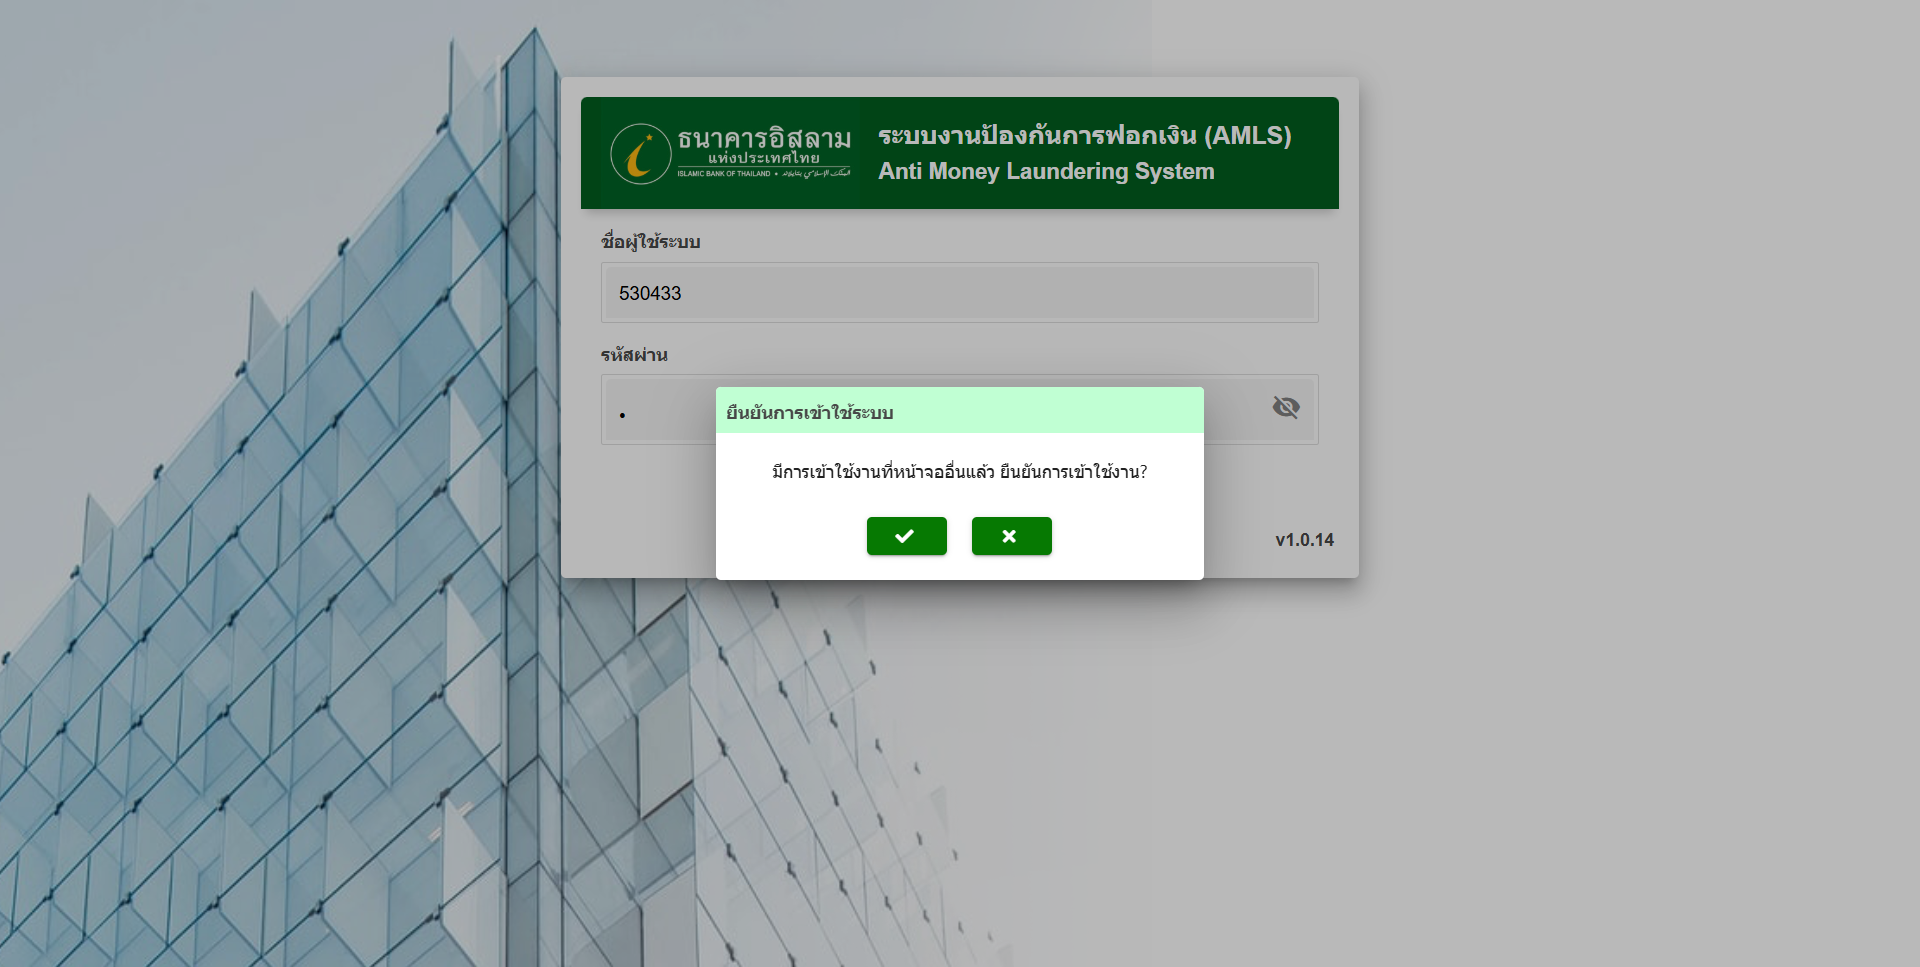 ธนาคารอิสลาม
แห่งประเทศไทย
ISLAMIC BANK OF THAILAND •
ระบบงานป้องกันการฟอกเงิน (AMLS)
Anti Money Laundering System
ชื่อผู้ใช้ระบบ
530433
รหัสผ่าน
•
ยืนยันการเข้าใช้ระบบ
มีการเข้าใช้งานที่หน้าจออื่นแล้ว ยืนยันการเข้าใช้งาน?
v1.0.14